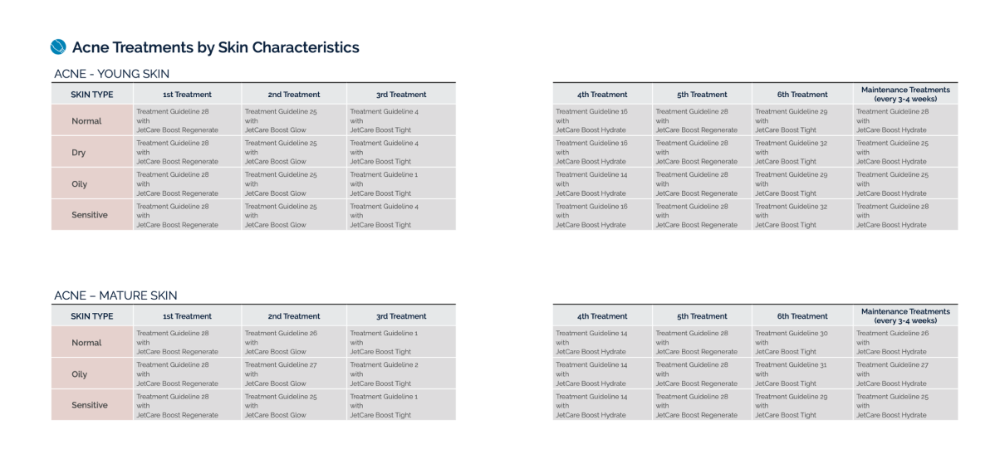 Acne Treatments by Skin Characteristics
ACNE - YOUNG SKIN
SKIN TYPE 1st Treatment 2nd Treatment 3rd Treatment 4th Treatment 5th Treatment 6th Treatment Maintenance Treatments
(every 3-4 weeks)
Treatment Guideline 28 Treatment Guideline 25 Treatment Guideline 4 Treatment Guideline 16 Treatment Guideline 28 Treatment Guideline 29 Treatment Guideline 28
Normal with with with with with with with
JetCare Boost Regenerate JetCare Boost Glow JetCare Boost Tight JetCare Boost Hydrate JetCare Boost Regenerate JetCare Boost Tight JetCare Boost Hydrate
Treatment Guideline 28 Treatment Guideline 25 Treatment Guideline 4 Treatment Guideline 16 Treatment Guideline 28 Treatment Guideline 32 Treatment Guideline 25
Dry with with with with with with with
JetCare Boost Regenerate JetCare Boost Glow JetCare Boost Tight JetCare Boost Hydrate JetCare Boost Regenerate JetCare Boost Tight JetCare Boost Hydrate
Treatment Guideline 28 Treatment Guideline 25 Treatment Guideline 1 Treatment Guideline 14 Treatment Guideline 28 Treatment Guideline 29 Treatment Guideline 25
Oily with with with with with with with
JetCare Boost Regenerate JetCare Boost Glow JetCare Boost Tight JetCare Boost Hydrate JetCare Boost Regenerate JetCare Boost Tight JetCare Boost Hydrate
Treatment Guideline 28 Treatment Guideline 25 Treatment Guideline 4 Treatment Guideline 16 Treatment Guideline 28 Treatment Guideline 32 Treatment Guideline 28
Sensitive with with with with with with with
JetCare Boost Regenerate JetCare Boost Glow JetCare Boost Tight JetCare Boost Hydrate JetCare Boost Regenerate JetCare Boost Tight JetCare Boost Hydrate
ACNE – MATURE SKIN
SKIN TYPE 1st Treatment 2nd Treatment 3rd Treatment 4th Treatment 5th Treatment 6th Treatment Maintenance Treatments
(every 3-4 weeks)
Treatment Guideline 28 Treatment Guideline 26 Treatment Guideline 1 Treatment Guideline 14 Treatment Guideline 28 Treatment Guideline 30 Treatment Guideline 26
Normal with with with with with with with
JetCare Boost Regenerate JetCare Boost Glow JetCare Boost Tight JetCare Boost Hydrate JetCare Boost Regenerate JetCare Boost Tight JetCare Boost Hydrate
Treatment Guideline 28 Treatment Guideline 27 Treatment Guideline 2 Treatment Guideline 14 Treatment Guideline 28 Treatment Guideline 31 Treatment Guideline 27
Oily with with with with with with with
JetCare Boost Regenerate JetCare Boost Glow JetCare Boost Tight JetCare Boost Hydrate JetCare Boost Regenerate JetCare Boost Tight JetCare Boost Hydrate
Treatment Guideline 28 Treatment Guideline 25 Treatment Guideline 1 Treatment Guideline 14 Treatment Guideline 28 Treatment Guideline 29 Treatment Guideline 25
Sensitive with with with with with with with
JetCare Boost Regenerate JetCare Boost Glow JetCare Boost Tight JetCare Boost Hydrate JetCare Boost Regenerate JetCare Boost Tight JetCare Boost Hydrate